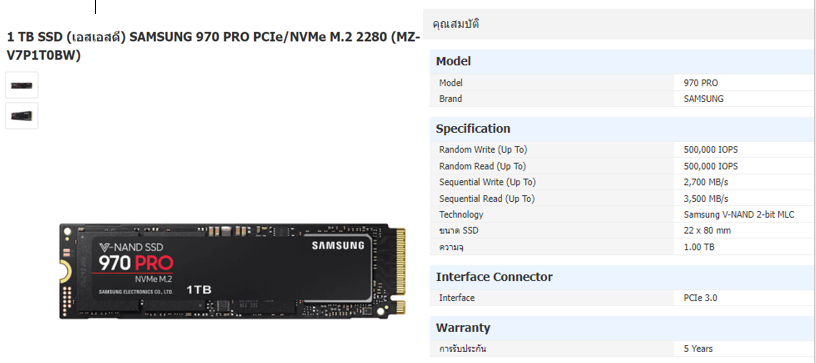 1 TB SSD (เอสเอสดี) SAMSUNG 970 PRO PCIe/NVMe M.2 2280 (MZ-
V7P1T0BW)
V-NAND SSD
970 PRO
NVMe M.2
SAMSUNG ELECTRONICS CO., LTD.
1TB
SAMSUNG
คุณสมบัติ
Model
Model 970 PRO
Brand SAMSUNG
Specification
Random Write (Up To) 500,000 IOPS
Random Read (Up To) 500,000 IOPS
Sequential Write (Up To) 2,700 MB/s
Sequential Read (Up To) 3,500 MB/s
Technology Samsung V-NAND 2-bit MLC
ขนาด SSD 22 x 80 mm
ความจุ 1.00 TB
Interface Connector
Interface PCIe 3.0
Warranty
การรับประกัน 5 Years